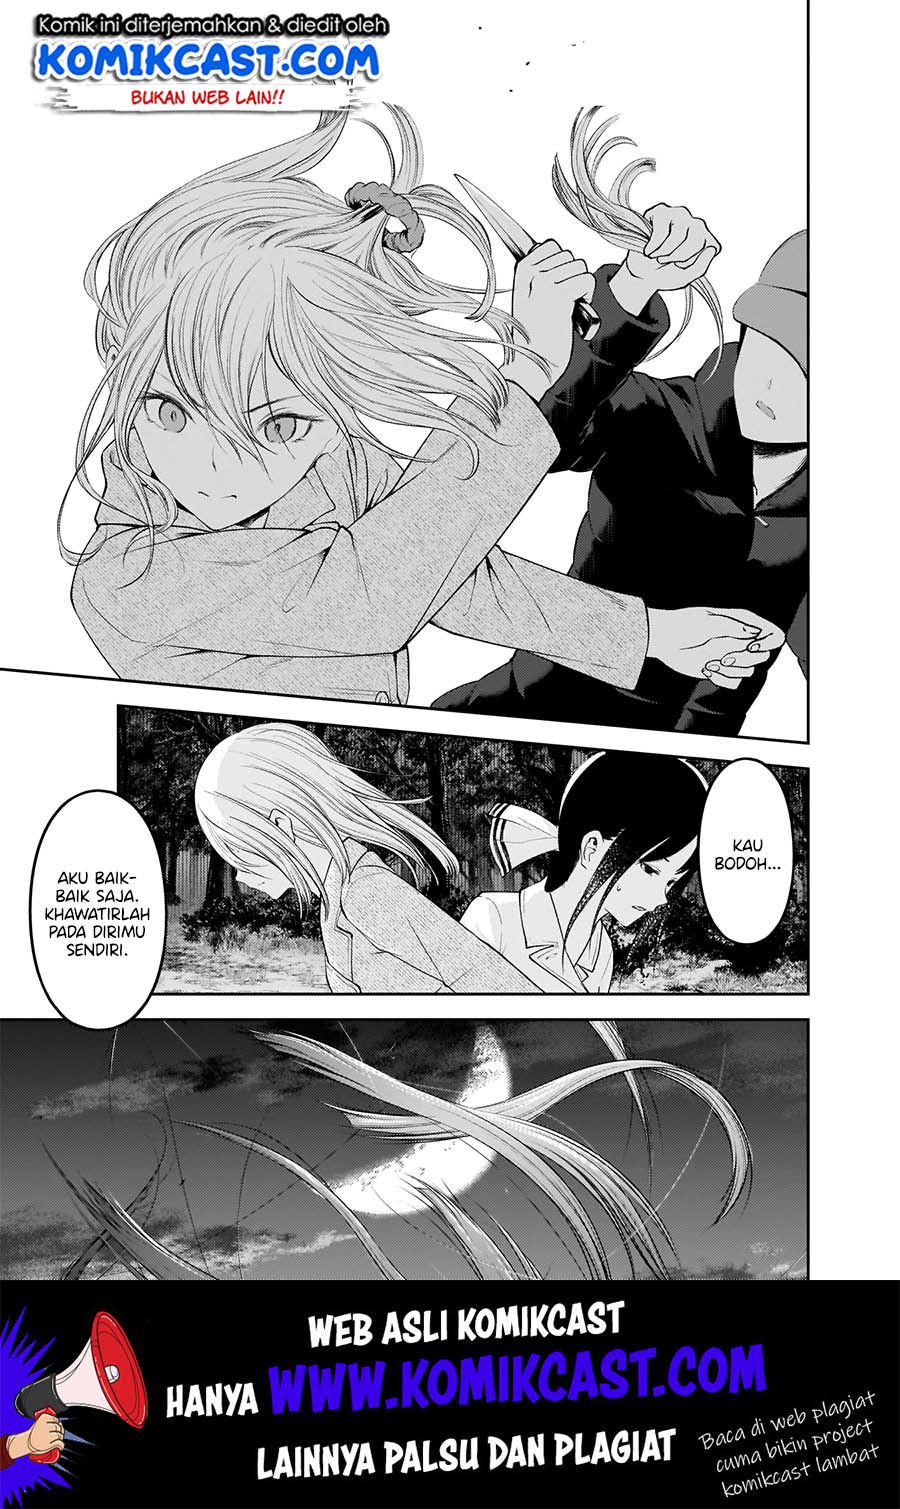 Komik ini diterjemahkan & diedit oleh
KOMIKCAST.COM
BUKAN WEB LAIN!!
KAU
BODOH...
AKU BAIK-
BAIK SAJA.
KHAWATIRLAH
PADA DIRIMU
SENDIRI.
WEB ASLI KOMIKCAST
HANYA WWW.KOMIKCAST.COM
LAINNYA PALSU DAN PLAGIAT
Baca di web plagiat
cuma bikin project
komikcast lambat